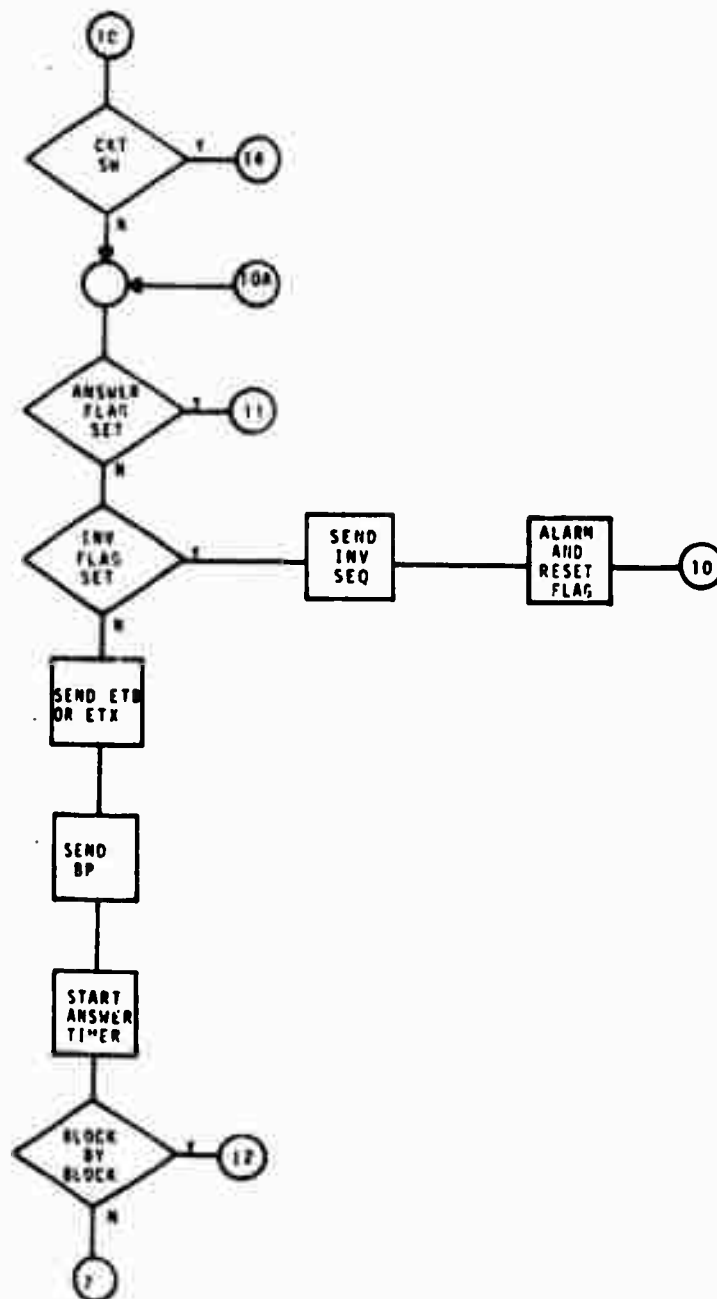 10
CKT
SW
Y
N
10A
ANSWER
FLAG
SET
Y
11
N
INV
FLAG
SET
Y
SEND
INV
SEQ
ALARM
AND
RESET
FLAG
10
N
SEND ETB
OR ETX
SEND
BP
START
ANSWER
TIMER
BLOCK
BY
BLOCK
Y
12
N